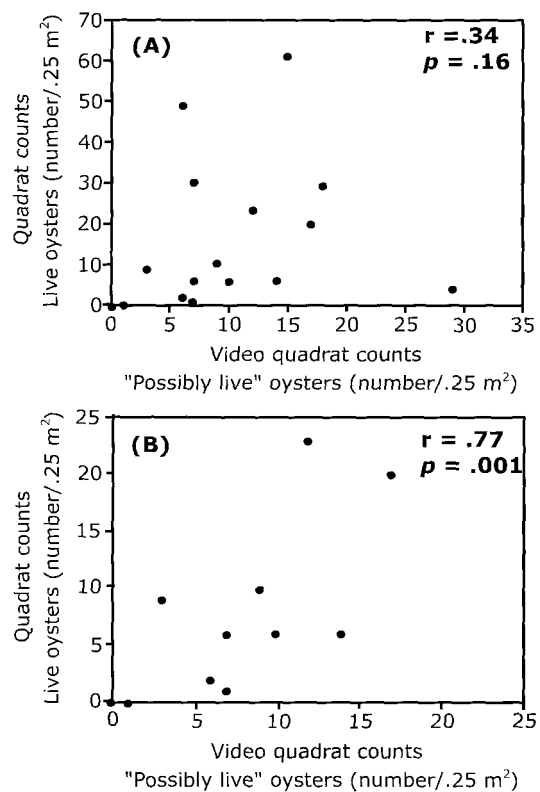 (A)
r =.34
p = .16
Quadrat counts
Live oysters (number/.25 m²)
70
60
50
40
30
20
10
0
0 5 10 15 20 25 30 35
Video quadrat counts
"Possibly live" oysters (number/.25 m²)
(B)
r = .77
p = .001
Quadrat counts
Live oysters (number/.25 m²)
25
20
15
10
5
0
0 5 10 15 20 25
Video quadrat counts
"Possibly live" oysters (number/.25 m²)